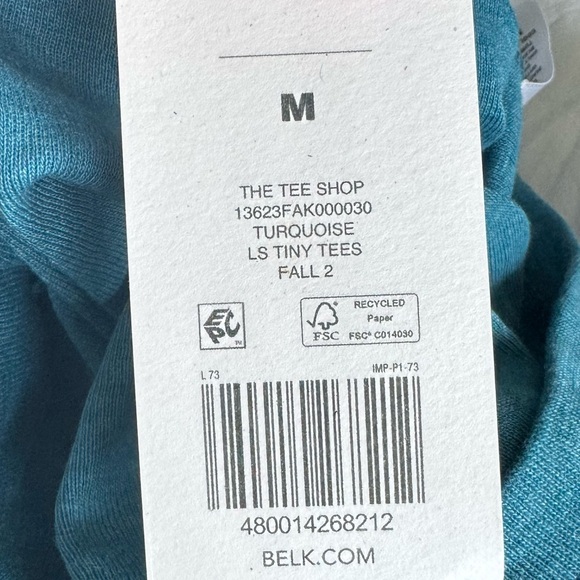 M
THE TEE SHOP
13623FAK000030
TURQUOISE
LS TINY TEES
FALL 2
EPC™
FSC
RECYCLED
Paper
FSC® C014030
L 73
IMP-P1-73
480014268212
BELK.COM